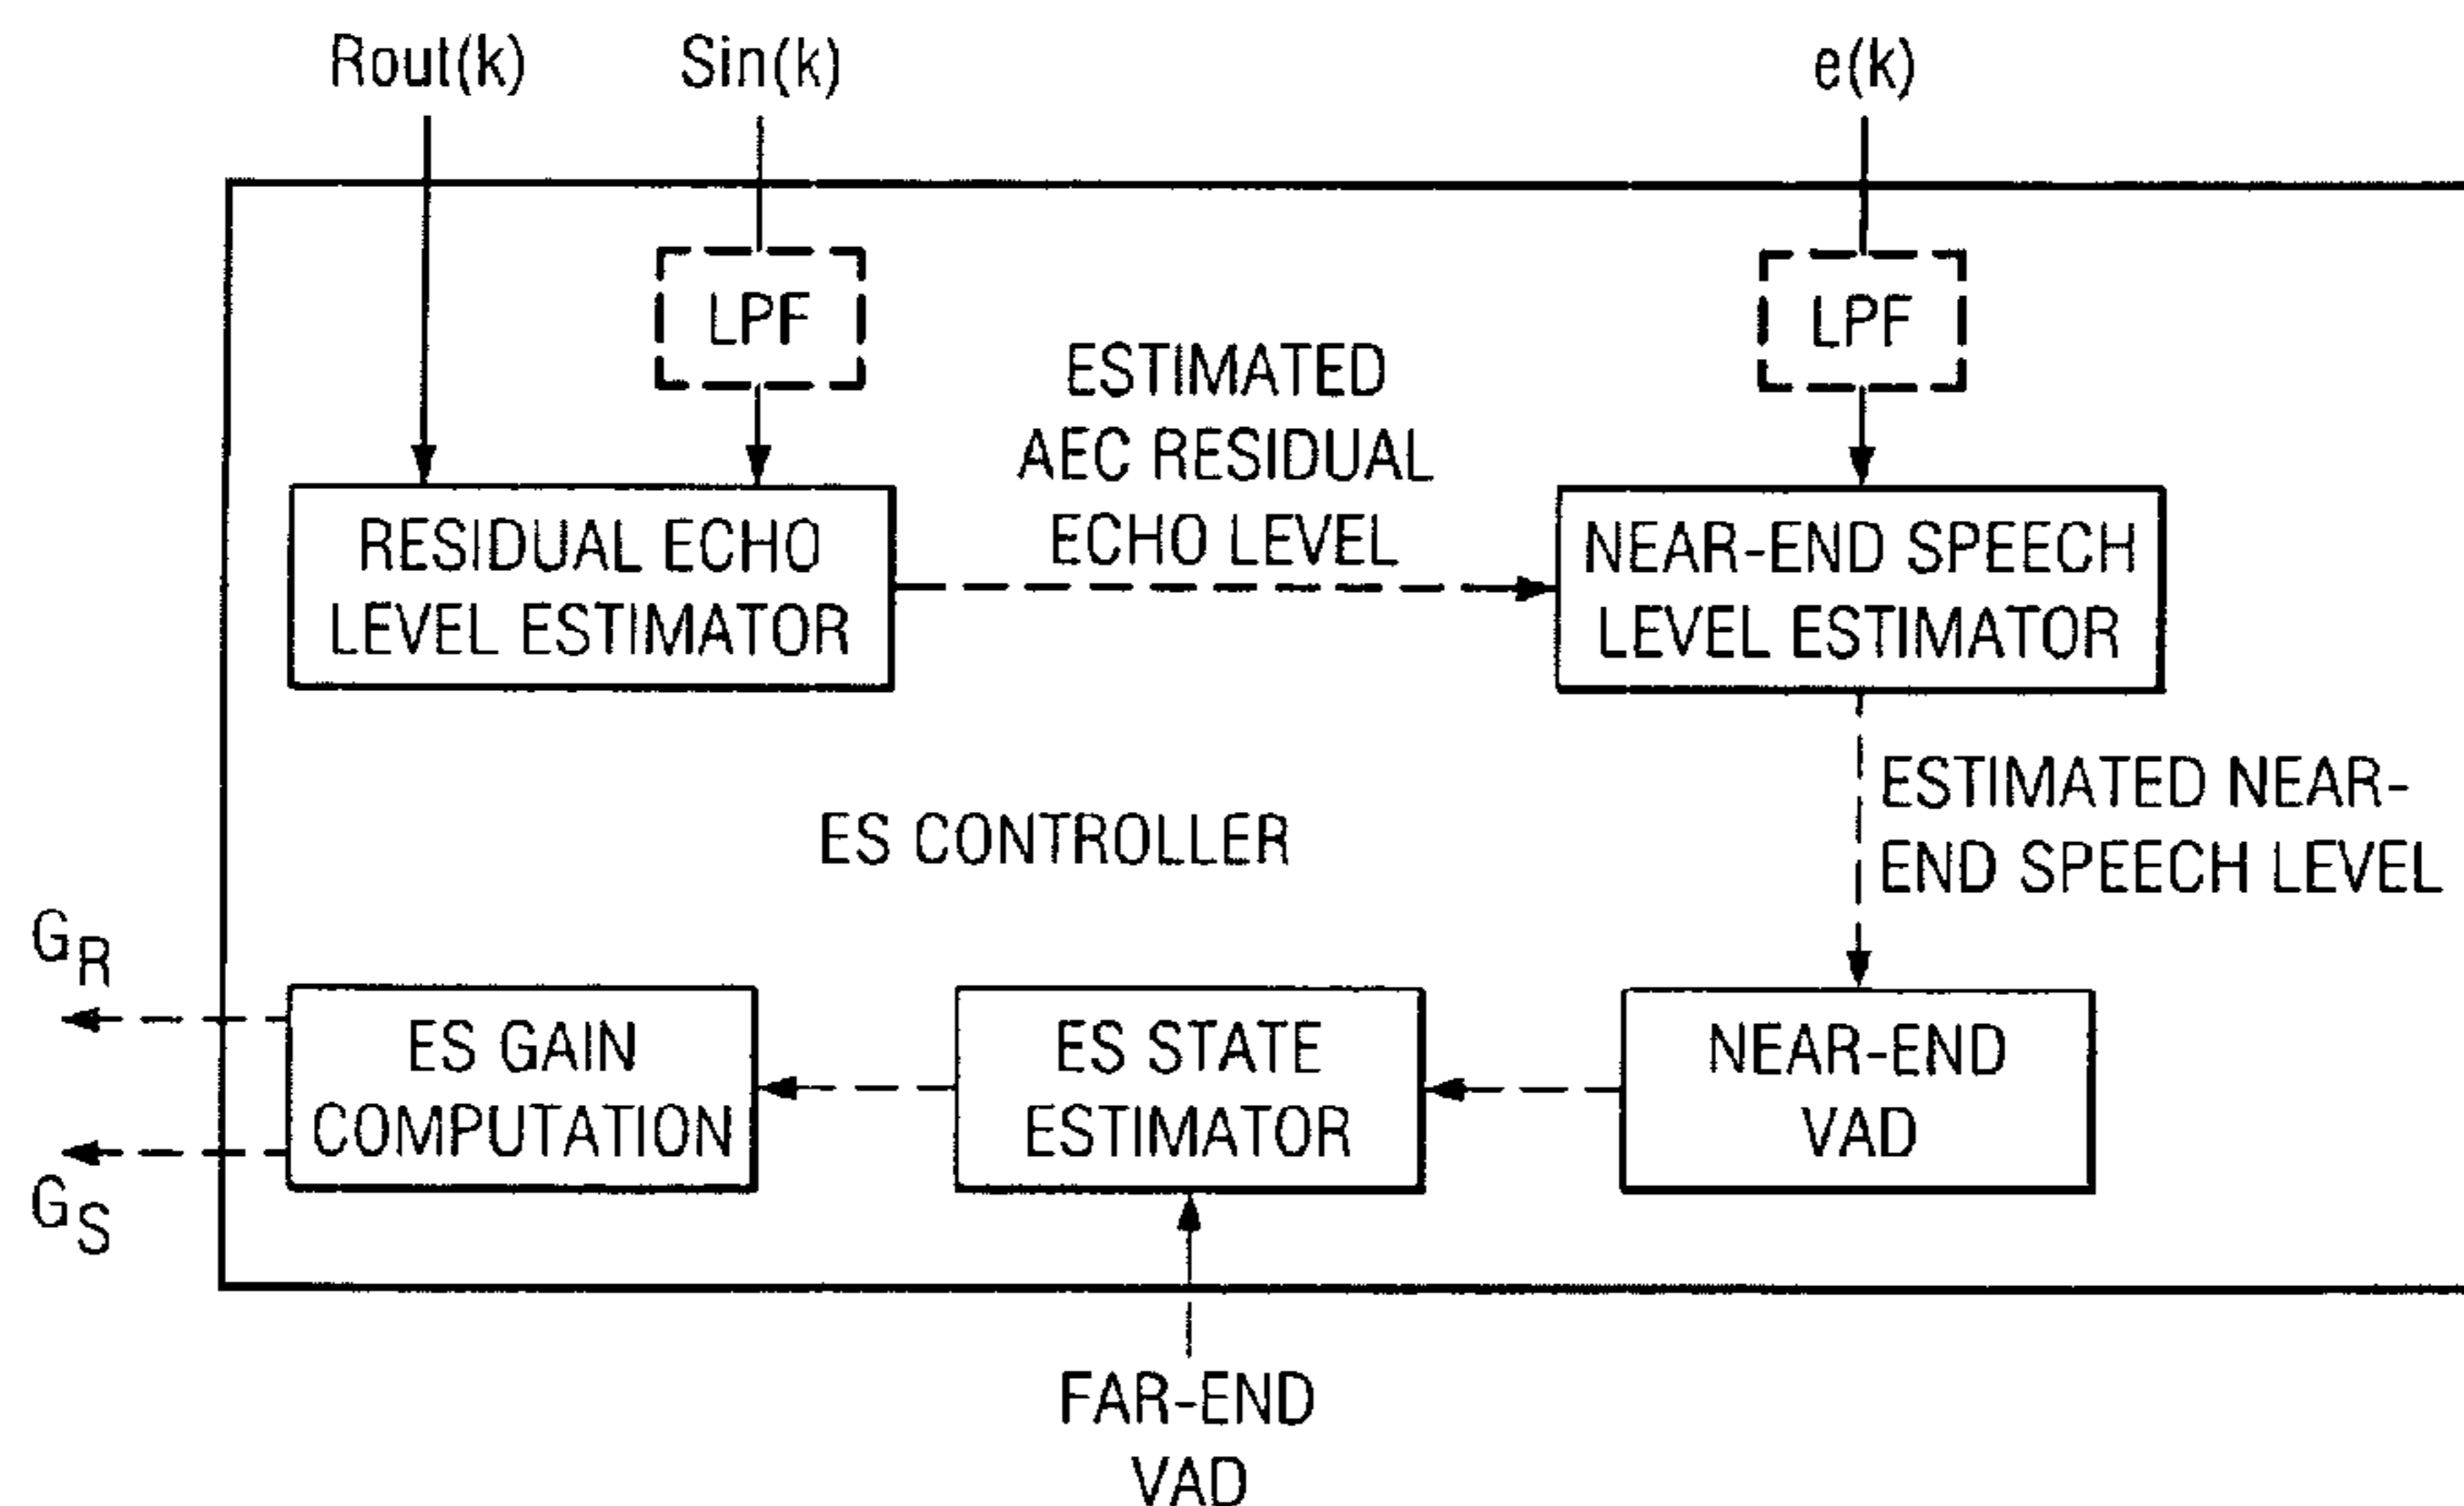 Rout(k)
Sin(k)
e(k)
LPF
LPF
ESTIMATED
AEC RESIDUAL
ECHO LEVEL
RESIDUAL ECHO
LEVEL ESTIMATOR
NEAR-END SPEECH
LEVEL ESTIMATOR
ESTIMATED NEAR-
END SPEECH LEVEL
ES CONTROLLER
GR
GS
ES GAIN
COMPUTATION
ES STATE
ESTIMATOR
NEAR-END
VAD
FAR-END
VAD